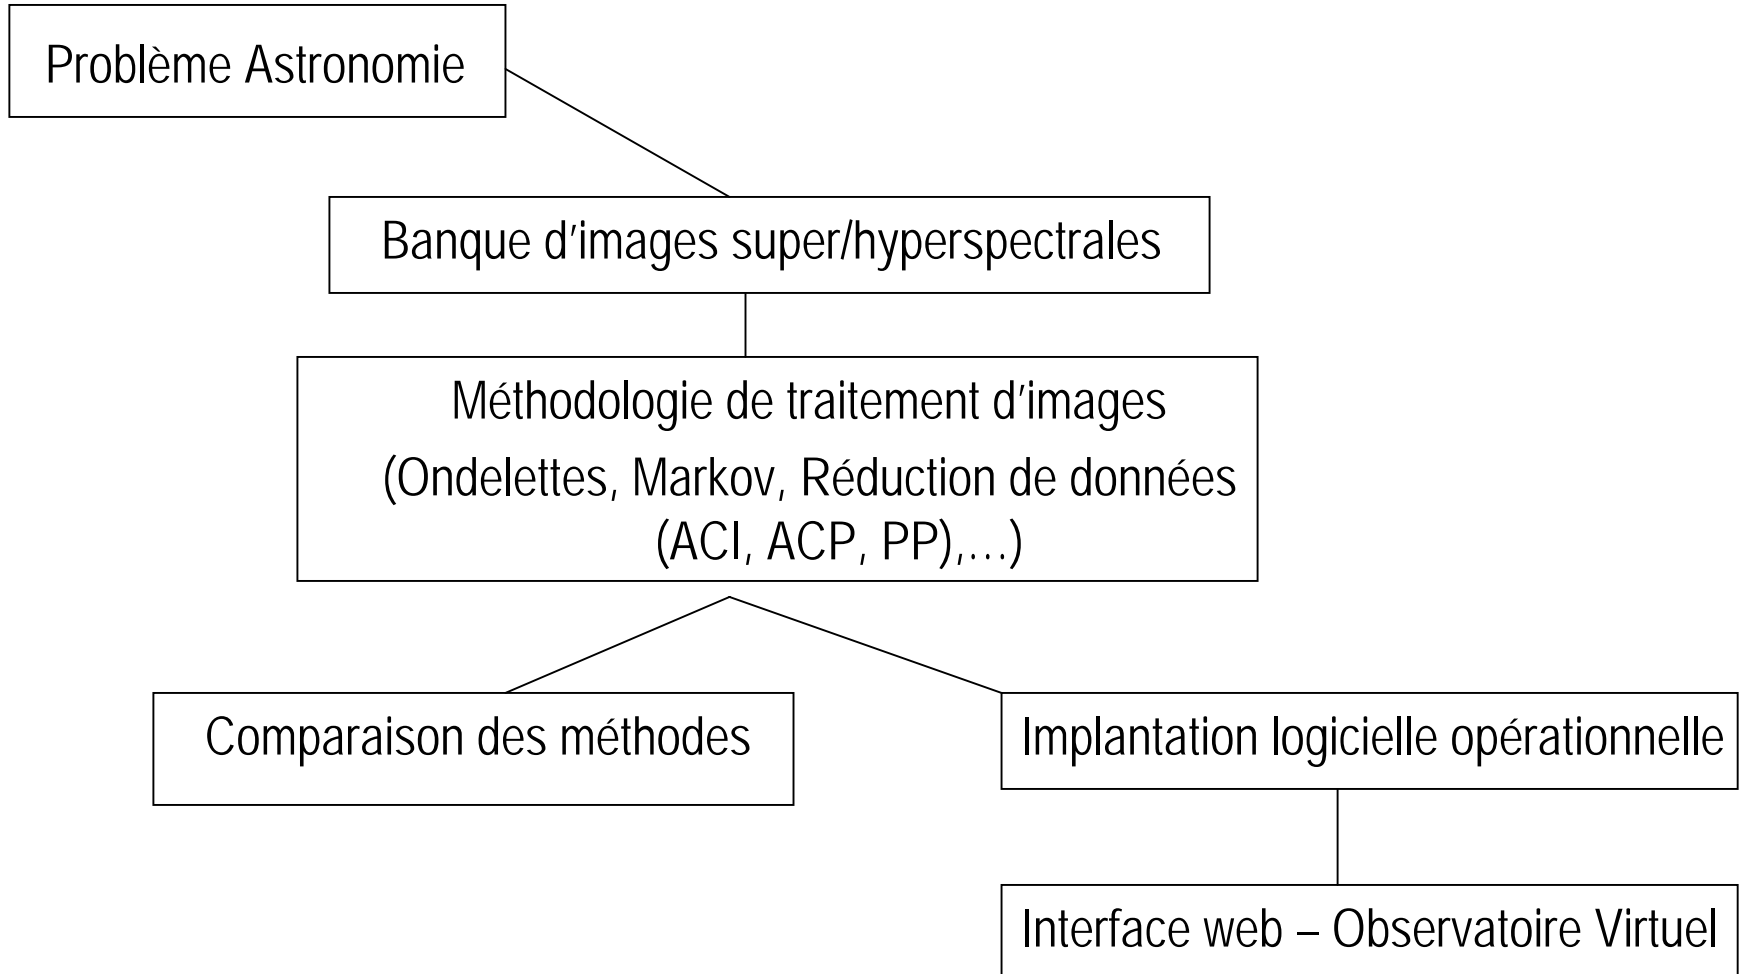 Problème Astronomie
Banque d'images super/hyperspectrales
Méthodologie de traitement d'images
(Ondelettes, Markov, Réduction de données
(ACI, ACP, PP),…)
Comparaison des méthodes
Implantation logicielle opérationnelle
Interface web – Observatoire Virtuel